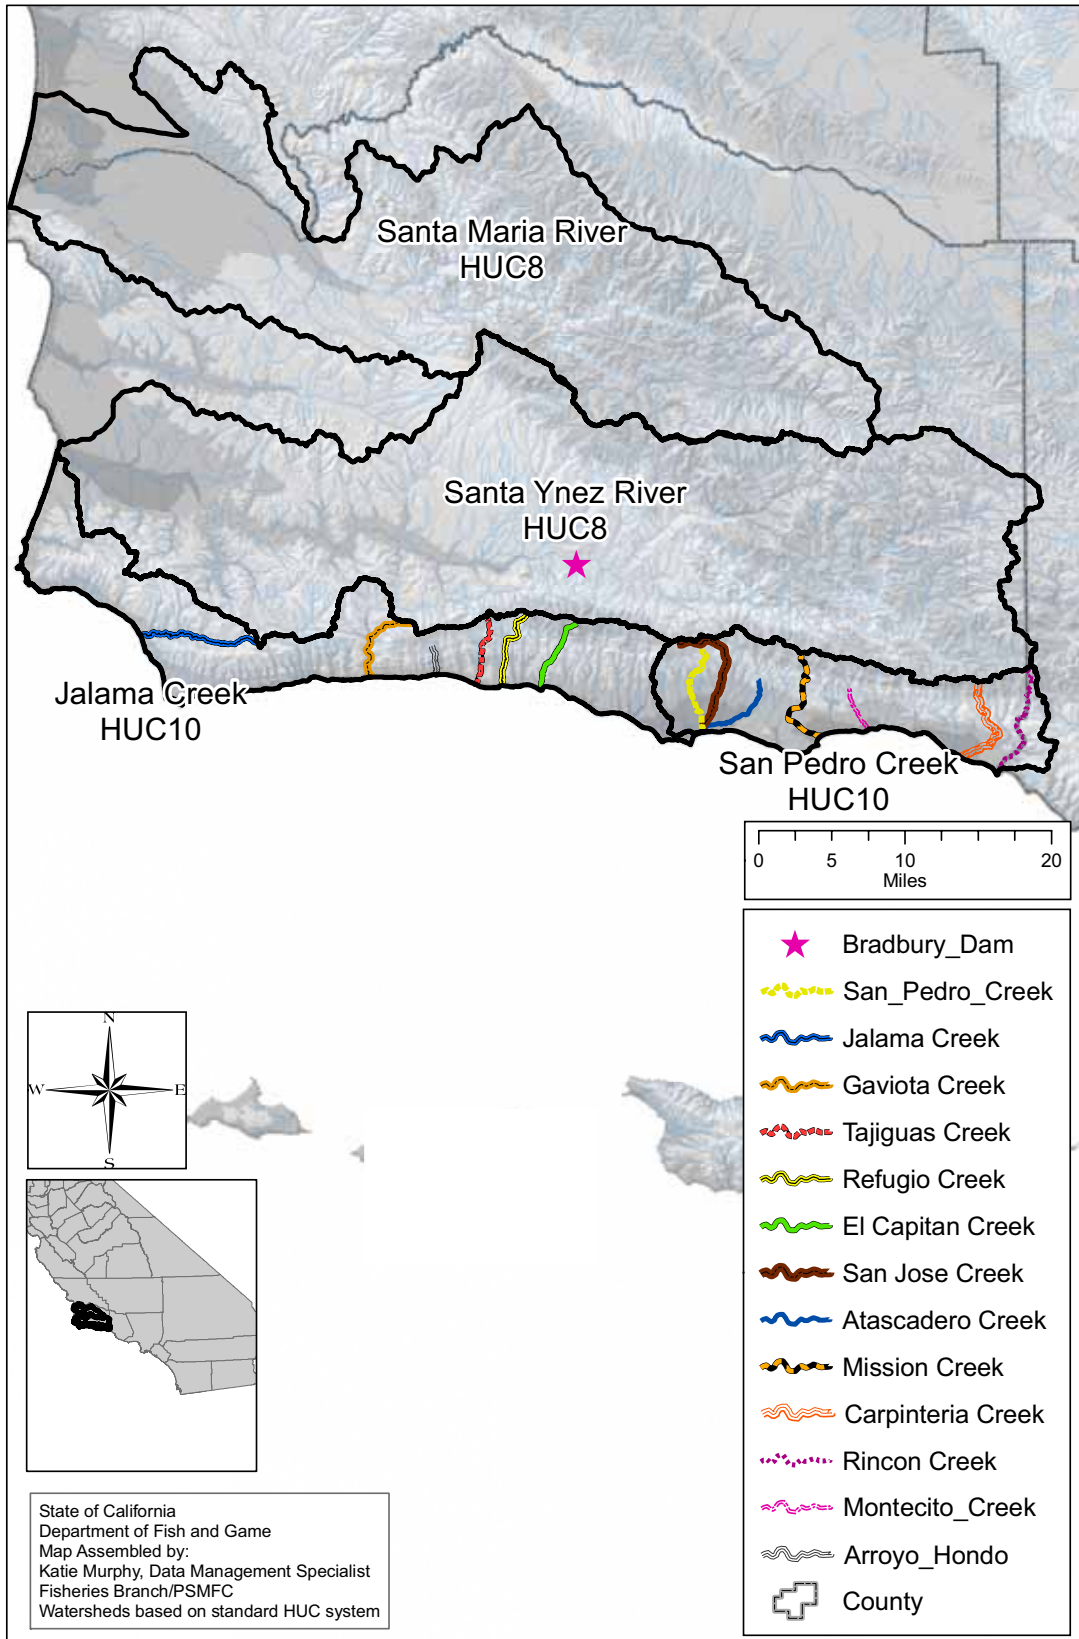 Santa Maria River
HUC8
Santa Ynez River
HUC8
Jalama Creek
HUC10
San Pedro Creek
HUC10
0 5 10 20
Miles
Bradbury_Dam
San_Pedro_Creek
Jalama Creek
Gaviota Creek
Tajiguas Creek
Refugio Creek
El Capitan Creek
San Jose Creek
Atascadero Creek
Mission Creek
Carpinteria Creek
Rincon Creek
Montecito_Creek
Arroyo_Hondo
County
N
W E
S
State of California
Department of Fish and Game
Map Assembled by:
Katie Murphy, Data Management Specialist
Fisheries Branch/PSMFC
Watersheds based on standard HUC system